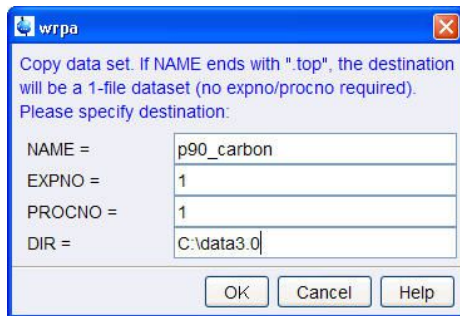 wrpa
Copy data set. If NAME ends with ".top", the destination
will be a 1-file dataset (no expno/procno required).
Please specify destination:
NAME = p90_carbon
EXPNO = 1
PROCNO = 1
DIR = C:\data3.0
OK Cancel Help